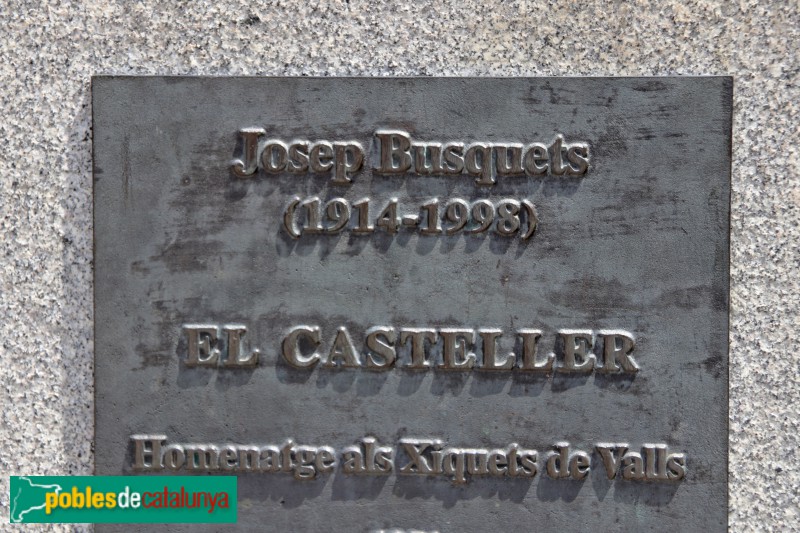 Josep Busquets
(1914-1998)
EL CASTELLER
Homenatge als Xiquets de Valls
poblesdecatalunya